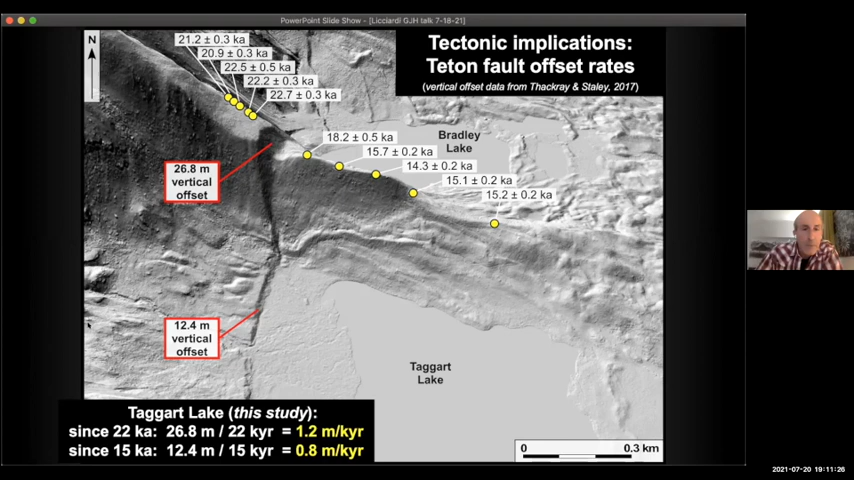 PowerPoint Slide Show - [Licciardi GJH talk 7-18-21]
Tectonic implications:
Teton fault offset rates
(vertical offset data from Thackray & Staley, 2017)
N
21.2 ± 0.3 ka
20.9 ± 0.3 ka
22.5 ± 0.5 ka
22.2 ± 0.3 ka
22.7 ± 0.3 ka
18.2 ± 0.5 ka
15.7 ± 0.2 ka
14.3 ± 0.2 ka
15.1 ± 0.2 ka
15.2 ± 0.2 ka
Bradley
Lake
26.8 m
vertical
offset
12.4 m
vertical
offset
Taggart
Lake
Taggart Lake (this study):
since 22 ka: 26.8 m / 22 kyr = 1.2 m/kyr
since 15 ka: 12.4 m / 15 kyr = 0.8 m/kyr
0 0.3 km
2021-07-20 19:11:26